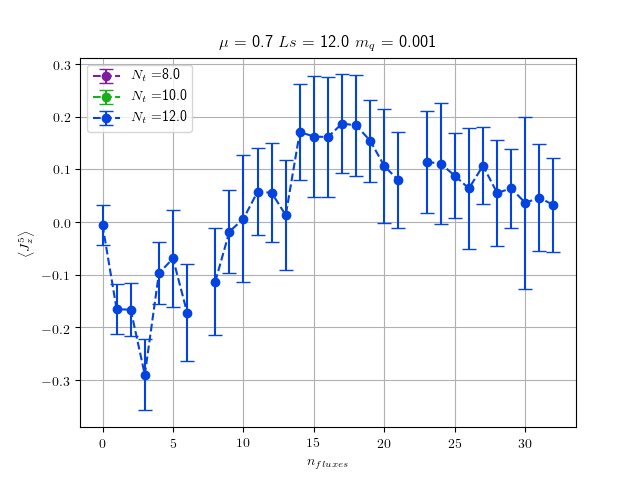 μ = 0.7 Ls = 12.0 m_q = 0.001
N_t =8.0
N_t =10.0
N_t =12.0
0.3
0.2
0.1
0.0
−0.1
−0.2
−0.3
⟨J_z^5⟩
0 5 10 15 20 25 30
n_{fluxes}